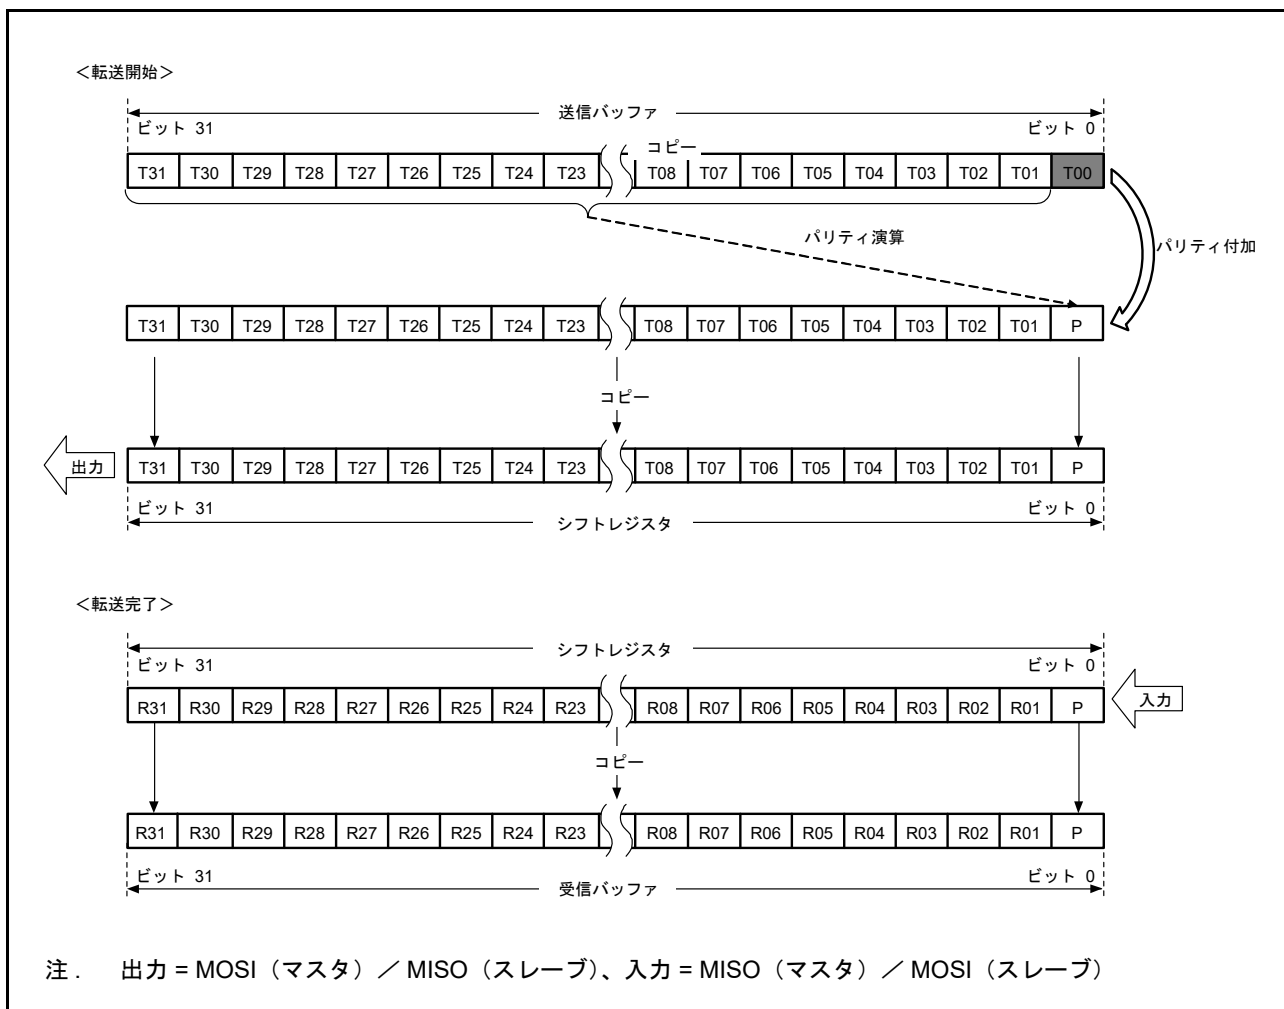 ＜転送開始＞
送信バッファ
ビット 31 ビット 0
コピー
T31 T30 T29 T28 T27 T26 T25 T24 T23 T08 T07 T06 T05 T04 T03 T02 T01 T00
パリティ演算
パリティ付加
T31 T30 T29 T28 T27 T26 T25 T24 T23 T08 T07 T06 T05 T04 T03 T02 T01 P
コピー
出力
T31 T30 T29 T28 T27 T26 T25 T24 T23 T08 T07 T06 T05 T04 T03 T02 T01 P
ビット 31 ビット 0
シフトレジスタ
＜転送完了＞
シフトレジスタ
ビット 31 ビット 0
R31 R30 R29 R28 R27 R26 R25 R24 R23 R08 R07 R06 R05 R04 R03 R02 R01 P
入力
コピー
R31 R30 R29 R28 R27 R26 R25 R24 R23 R08 R07 R06 R05 R04 R03 R02 R01 P
ビット 31 ビット 0
受信バッファ
注． 出力 = MOSI（マスタ）／ MISO（スレーブ）、入力 = MISO（マスタ）／ MOSI（スレーブ）